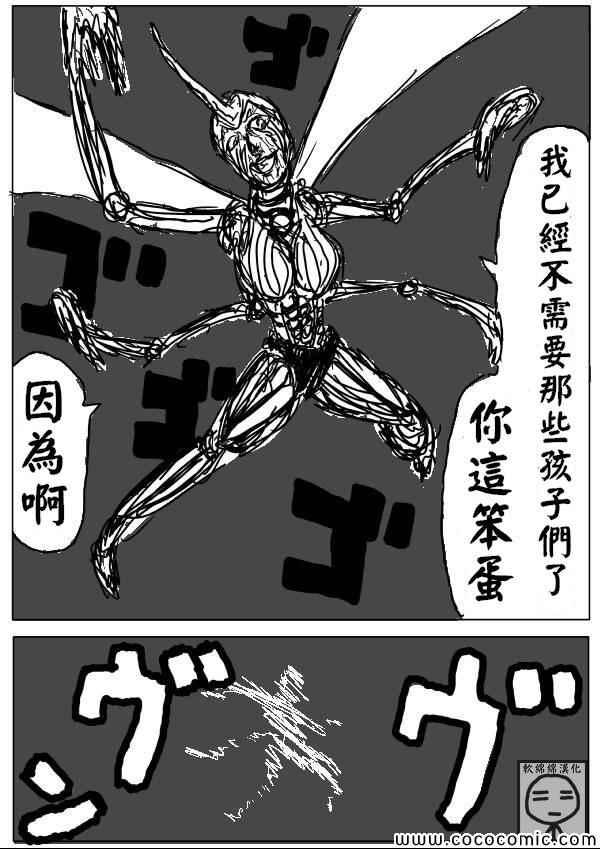 我已經不需要那些孩子們了
你這笨蛋
因為啊
ゴ
ゴ
ゴ
ゴ
ヴ
ヴ
ン
軟綿綿漢化
www.cococomic.com